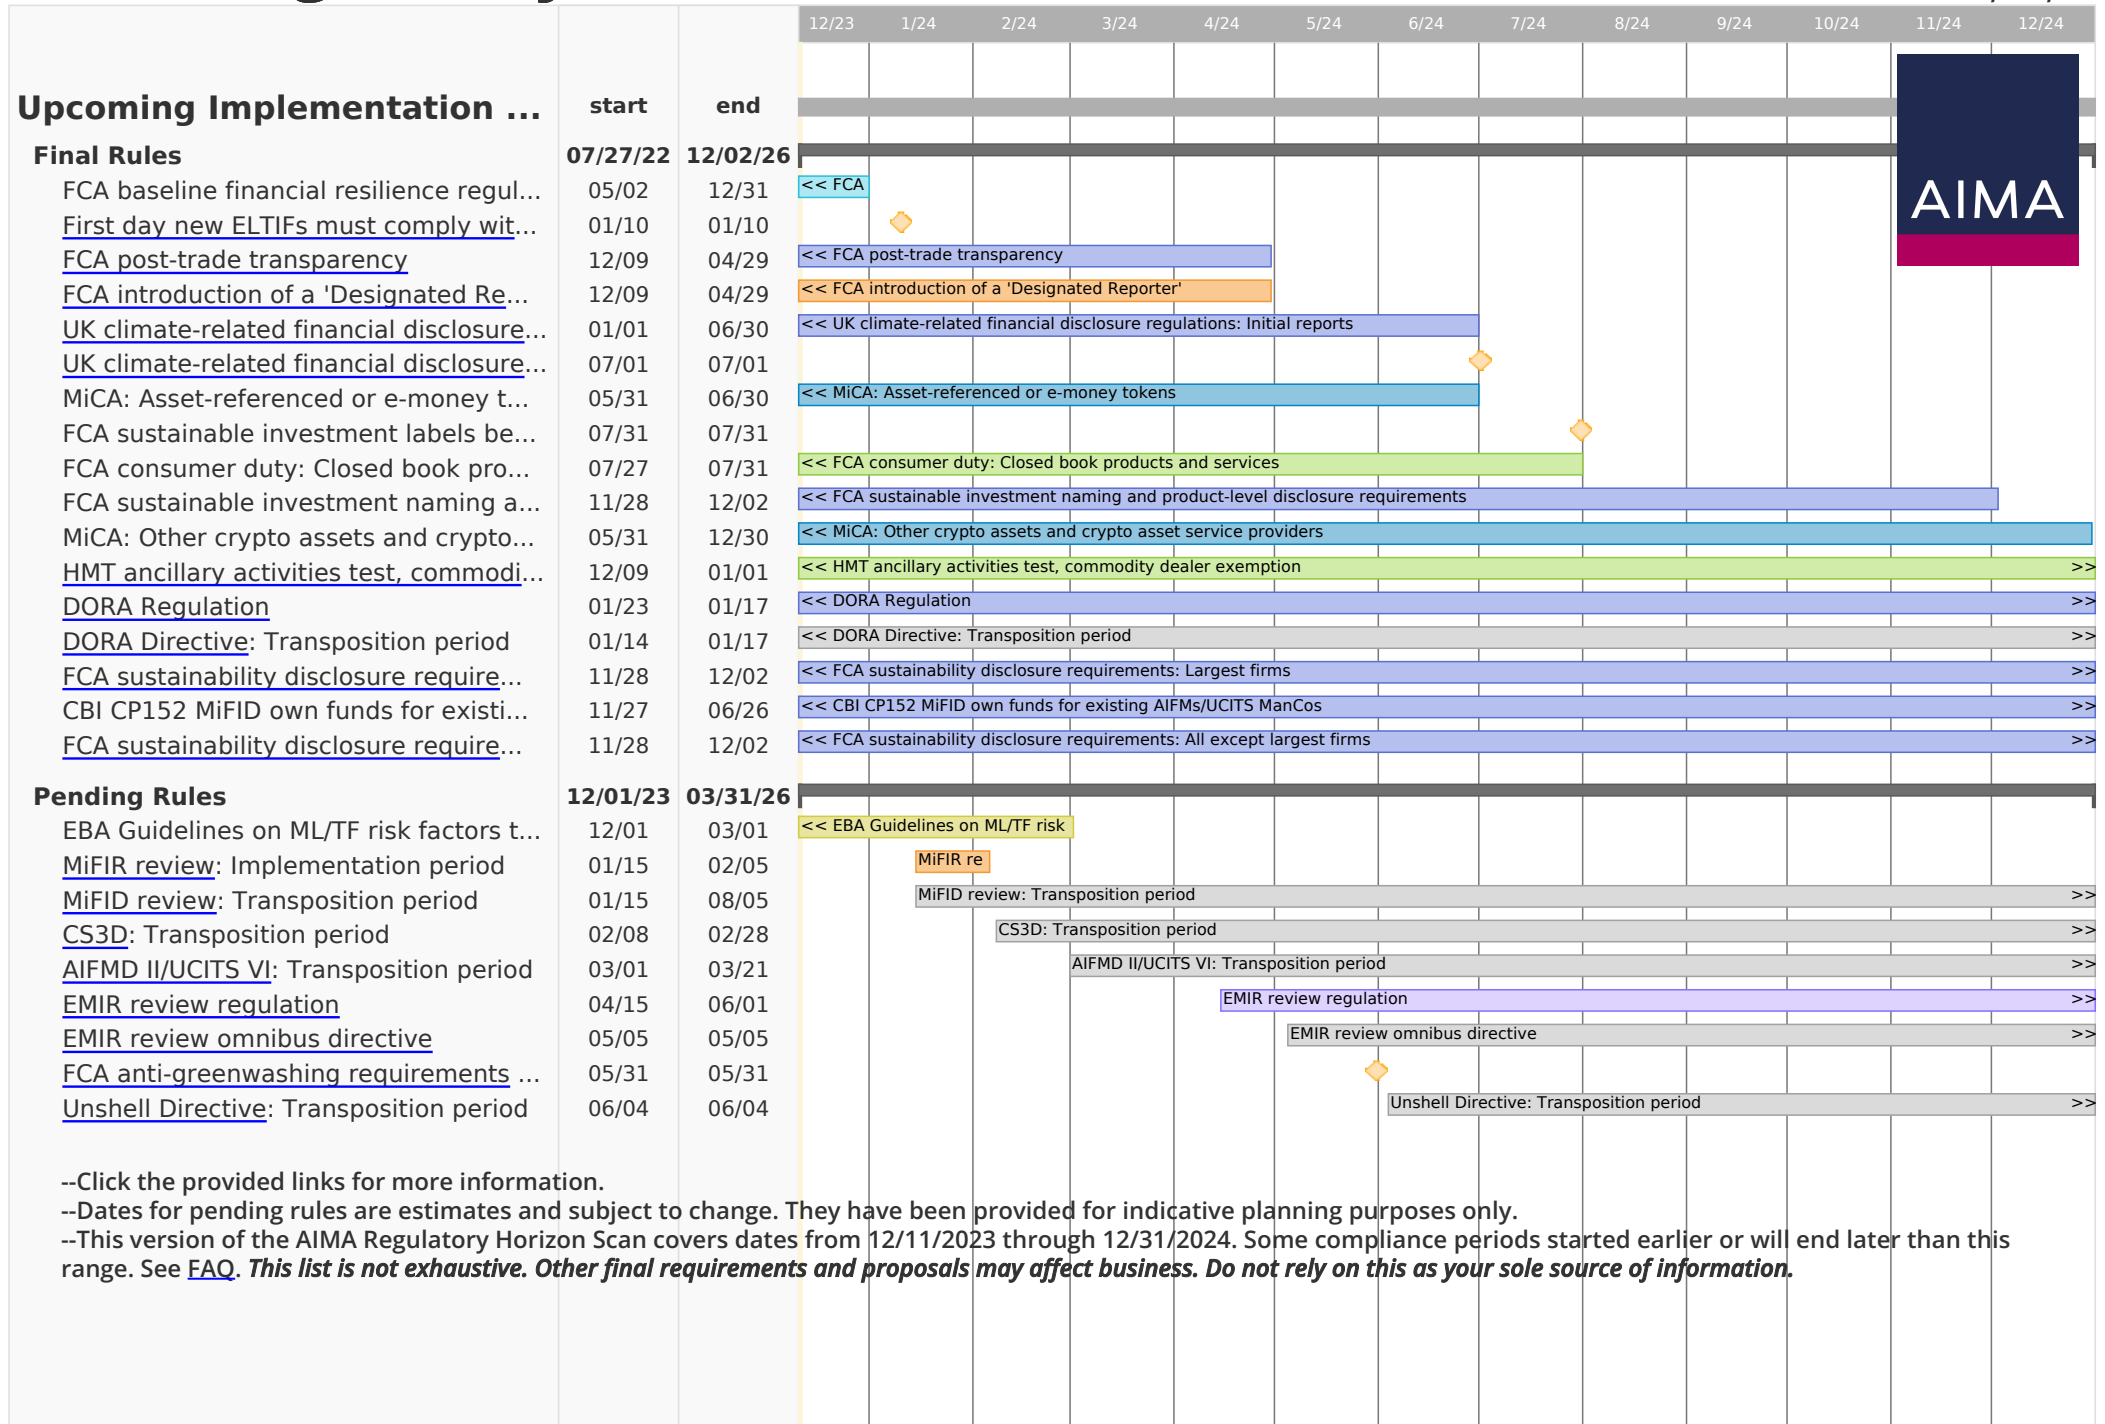 12/23 1/24 2/24 3/24 4/24 5/24 6/24 7/24 8/24 9/24 10/24 11/24 12/24
Upcoming Implementation ... start end
AIMA
Final Rules 07/27/22 12/02/26
FCA baseline financial resilience regul... 05/02 12/31 << FCA
First day new ELTIFs must comply wit... 01/10 01/10
FCA post-trade transparency 12/09 04/29 << FCA post-trade transparency
FCA introduction of a 'Designated Re... 12/09 04/29 << FCA introduction of a 'Designated Reporter'
UK climate-related financial disclosure... 01/01 06/30 << UK climate-related financial disclosure regulations: Initial reports
UK climate-related financial disclosure... 07/01 07/01
MiCA: Asset-referenced or e-money t... 05/31 06/30 << MiCA: Asset-referenced or e-money tokens
FCA sustainable investment labels be... 07/31 07/31
FCA consumer duty: Closed book pro... 07/27 07/31 << FCA consumer duty: Closed book products and services
FCA sustainable investment naming a... 11/28 12/02 << FCA sustainable investment naming and product-level disclosure requirements
MiCA: Other crypto assets and crypto... 05/31 12/30 << MiCA: Other crypto assets and crypto asset service providers
HMT ancillary activities test, commodi... 12/09 01/01 << HMT ancillary activities test, commodity dealer exemption >>
DORA Regulation 01/23 01/17 << DORA Regulation >>
DORA Directive: Transposition period 01/14 01/17 << DORA Directive: Transposition period >>
FCA sustainability disclosure require... 11/28 12/02 << FCA sustainability disclosure requirements: Largest firms >>
CBI CP152 MiFID own funds for existi... 11/27 06/26 << CBI CP152 MiFID own funds for existing AIFMs/UCITS ManCos >>
FCA sustainability disclosure require... 11/28 12/02 << FCA sustainability disclosure requirements: All except largest firms >>
Pending Rules 12/01/23 03/31/26
EBA Guidelines on ML/TF risk factors t... 12/01 03/01 << EBA Guidelines on ML/TF risk
MiFIR review: Implementation period 01/15 02/05 MiFIR re
MiFID review: Transposition period 01/15 08/05 MiFID review: Transposition period >>
CS3D: Transposition period 02/08 02/28 CS3D: Transposition period >>
AIFMD II/UCITS VI: Transposition period 03/01 03/21 AIFMD II/UCITS VI: Transposition period >>
EMIR review regulation 04/15 06/01 EMIR review regulation >>
EMIR review omnibus directive 05/05 05/05 EMIR review omnibus directive >>
FCA anti-greenwashing requirements ... 05/31 05/31
Unshell Directive: Transposition period 06/04 06/04 Unshell Directive: Transposition period >>
--Click the provided links for more information.
--Dates for pending rules are estimates and subject to change. They have been provided for indicative planning purposes only.
--This version of the AIMA Regulatory Horizon Scan covers dates from 12/11/2023 through 12/31/2024. Some compliance periods started earlier or will end later than this
range. See FAQ. This list is not exhaustive. Other final requirements and proposals may affect business. Do not rely on this as your sole source of information.